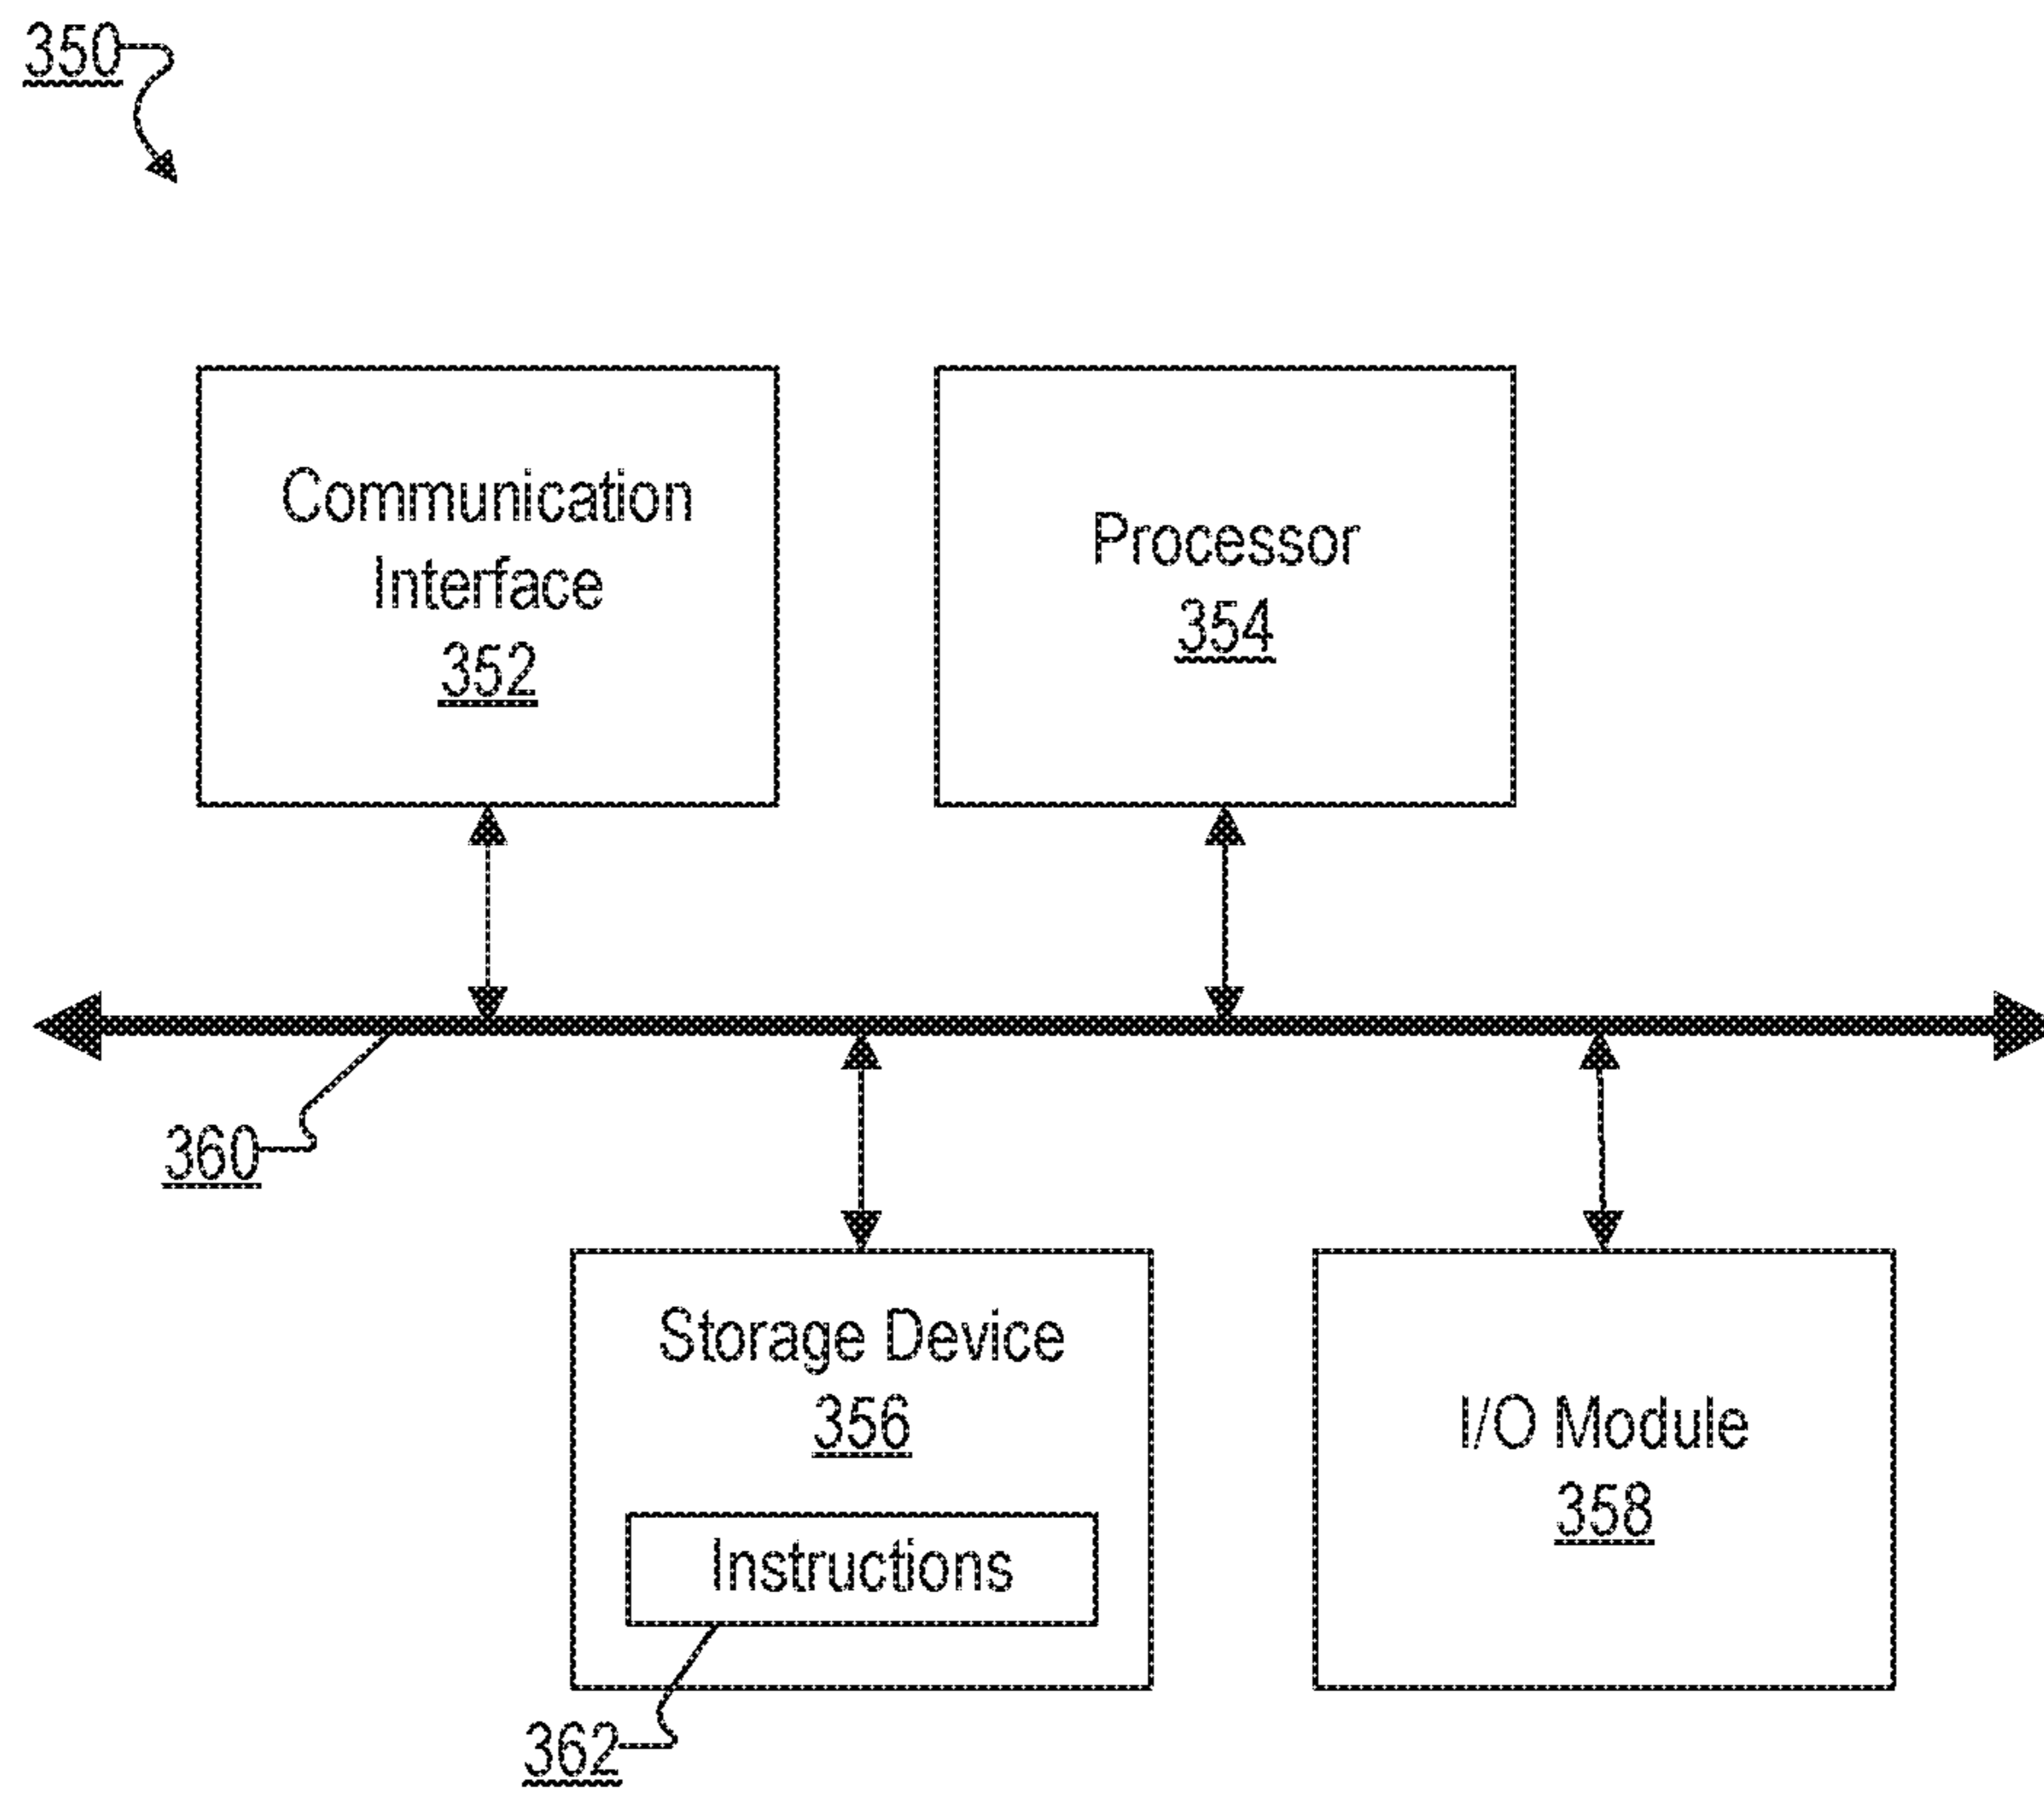 350
Communication
Interface
352
Processor
354
360
Storage Device
356
Instructions
362
I/O Module
358